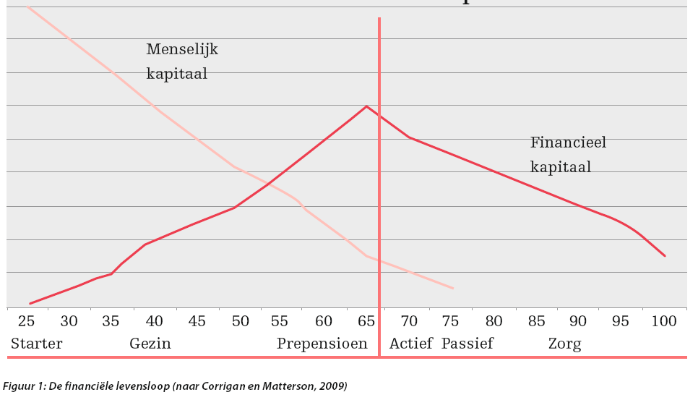 Menselijk
kapitaal
Financieel
kapitaal
25 30 35 40 45 50 55 60 65 70 75 80 85 90 95 100
Starter Gezin Prepensioen Actief Passief Zorg
Figuur 1: De financiële levensloop (naar Corrigan en Matterson, 2009)